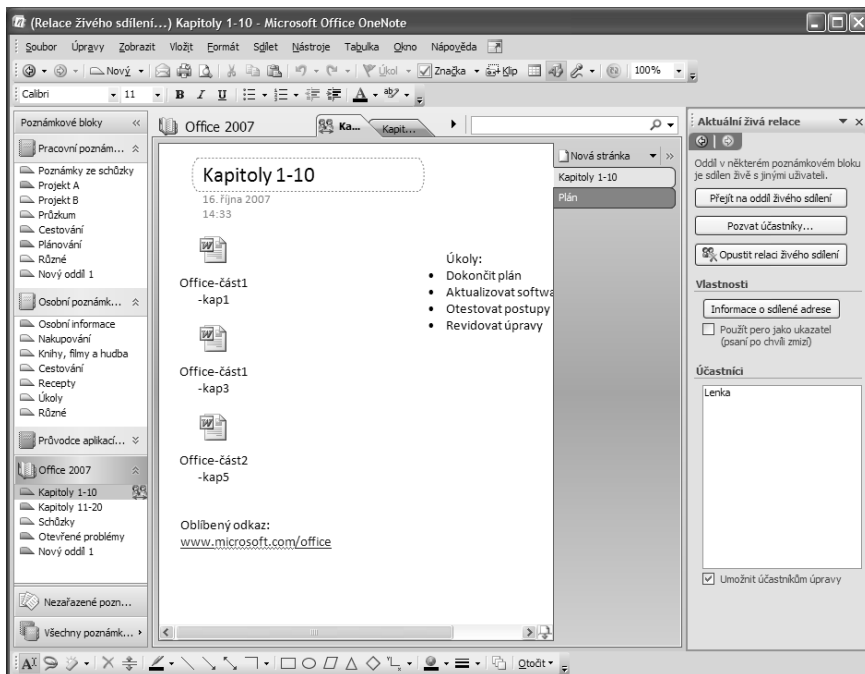 (Relace živého sdílení...) Kapitoly 1-10 - Microsoft Office OneNote
Soubor Úpravy Zobrazit Vložit Formát Sdílet Nástroje Tabulka Okno Nápověda
Nový Úkol Značka Klip 100%
Calibri 11 B I U A
Poznámkové bloky
Pracovní poznám...
Poznámky ze schůzky
Projekt A
Projekt B
Průzkum
Cestování
Plánování
Různé
Nový oddíl 1
Osobní poznámk...
Osobní informace
Nakupování
Knihy, filmy a hudba
Cestování
Recepty
Úkoly
Různé
Průvodce aplikací...
Office 2007
Kapitoly 1-10
Kapitoly 11-20
Schůzky
Otevřené problémy
Nový oddíl 1
Nezařazené pozn...
Všechny poznámk...
Office 2007 Ka... Kapit...
Kapitoly 1-10
16. října 2007
14:33
Office-část1
-kap1
Office-část1
-kap3
Office-část2
-kap5
Oblíbený odkaz:
www.microsoft.com/office
Úkoly:
• Dokončit plán
• Aktualizovat softwa
• Otestovat postupy
• Revidovat úpravy
Nová stránka
Kapitoly 1-10
Plán
Aktuální živá relace
Oddíl v některém poznámkovém bloku
je sdílen živě s jinými uživateli.
Přejít na oddíl živého sdílení
Pozvat účastníky...
Opustit relaci živého sdílení
Vlastnosti
Informace o sdílené adrese
Použít pero jako ukazatel
(psaní po chvíli zmizí)
Účastníci
Lenka
Umožnit účastníkům úpravy
Otočit